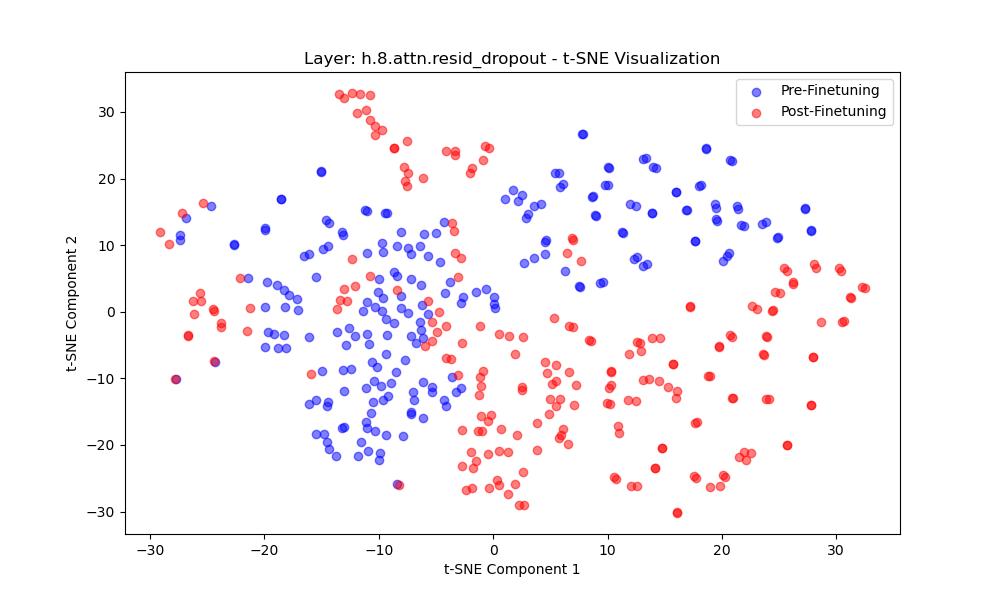 Layer: h.8.attn.resid_dropout - t-SNE Visualization
Pre-Finetuning
Post-Finetuning
30
20
10
0
−10
−20
−30
t-SNE Component 2
−30
−20
−10
0
10
20
30
t-SNE Component 1